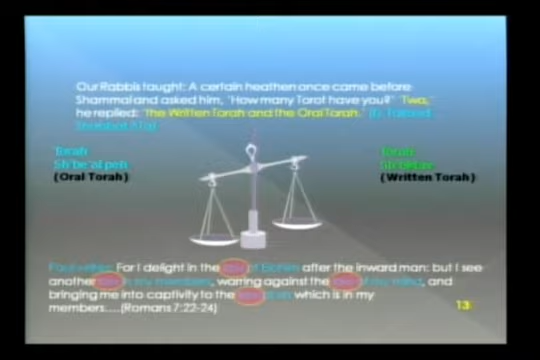 Our Rabbis taught: A certain heathen once came before
Shammai and asked him, "How many Tarot have you?" "Two,"
he replied: "the Written Torah and the Oral Torah."
Torah
Sh'be'al peh
(Oral Torah)
Torah
(Written Torah)
Paul writes: For I delight in the law of Elohim after the inward man: but I see
another law in my members, warring against the law of my mind, and
bringing me into captivity to the law which is in my
members....(Romans 7:22-24)
13